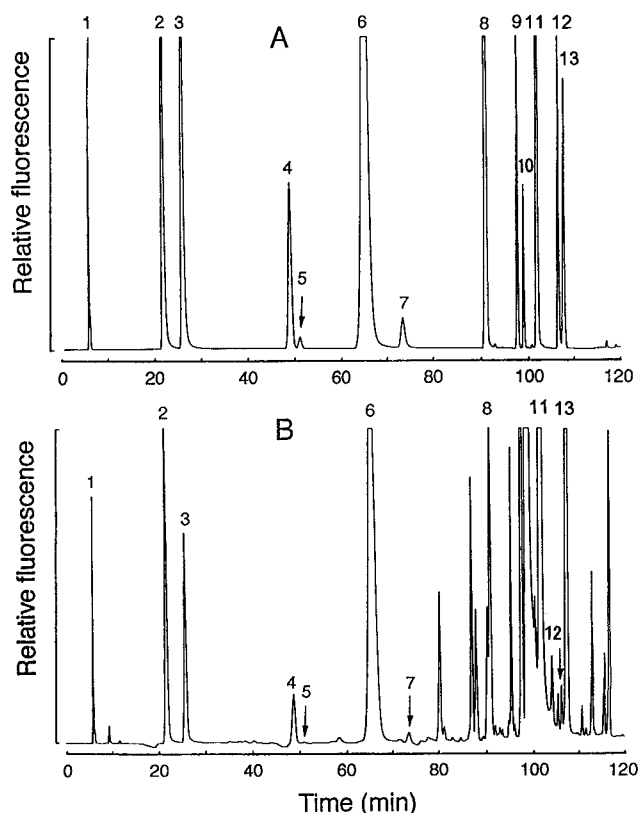 1 2 3 A 6 8 9 11 12
13
4 10
5
7
Relative fluorescence
0 20 40 60 80 100 120
2 B 6 8 11 13
1
3
12
4 5 7
Relative fluorescence
0 20 40 60 80 100 120
Time (min)